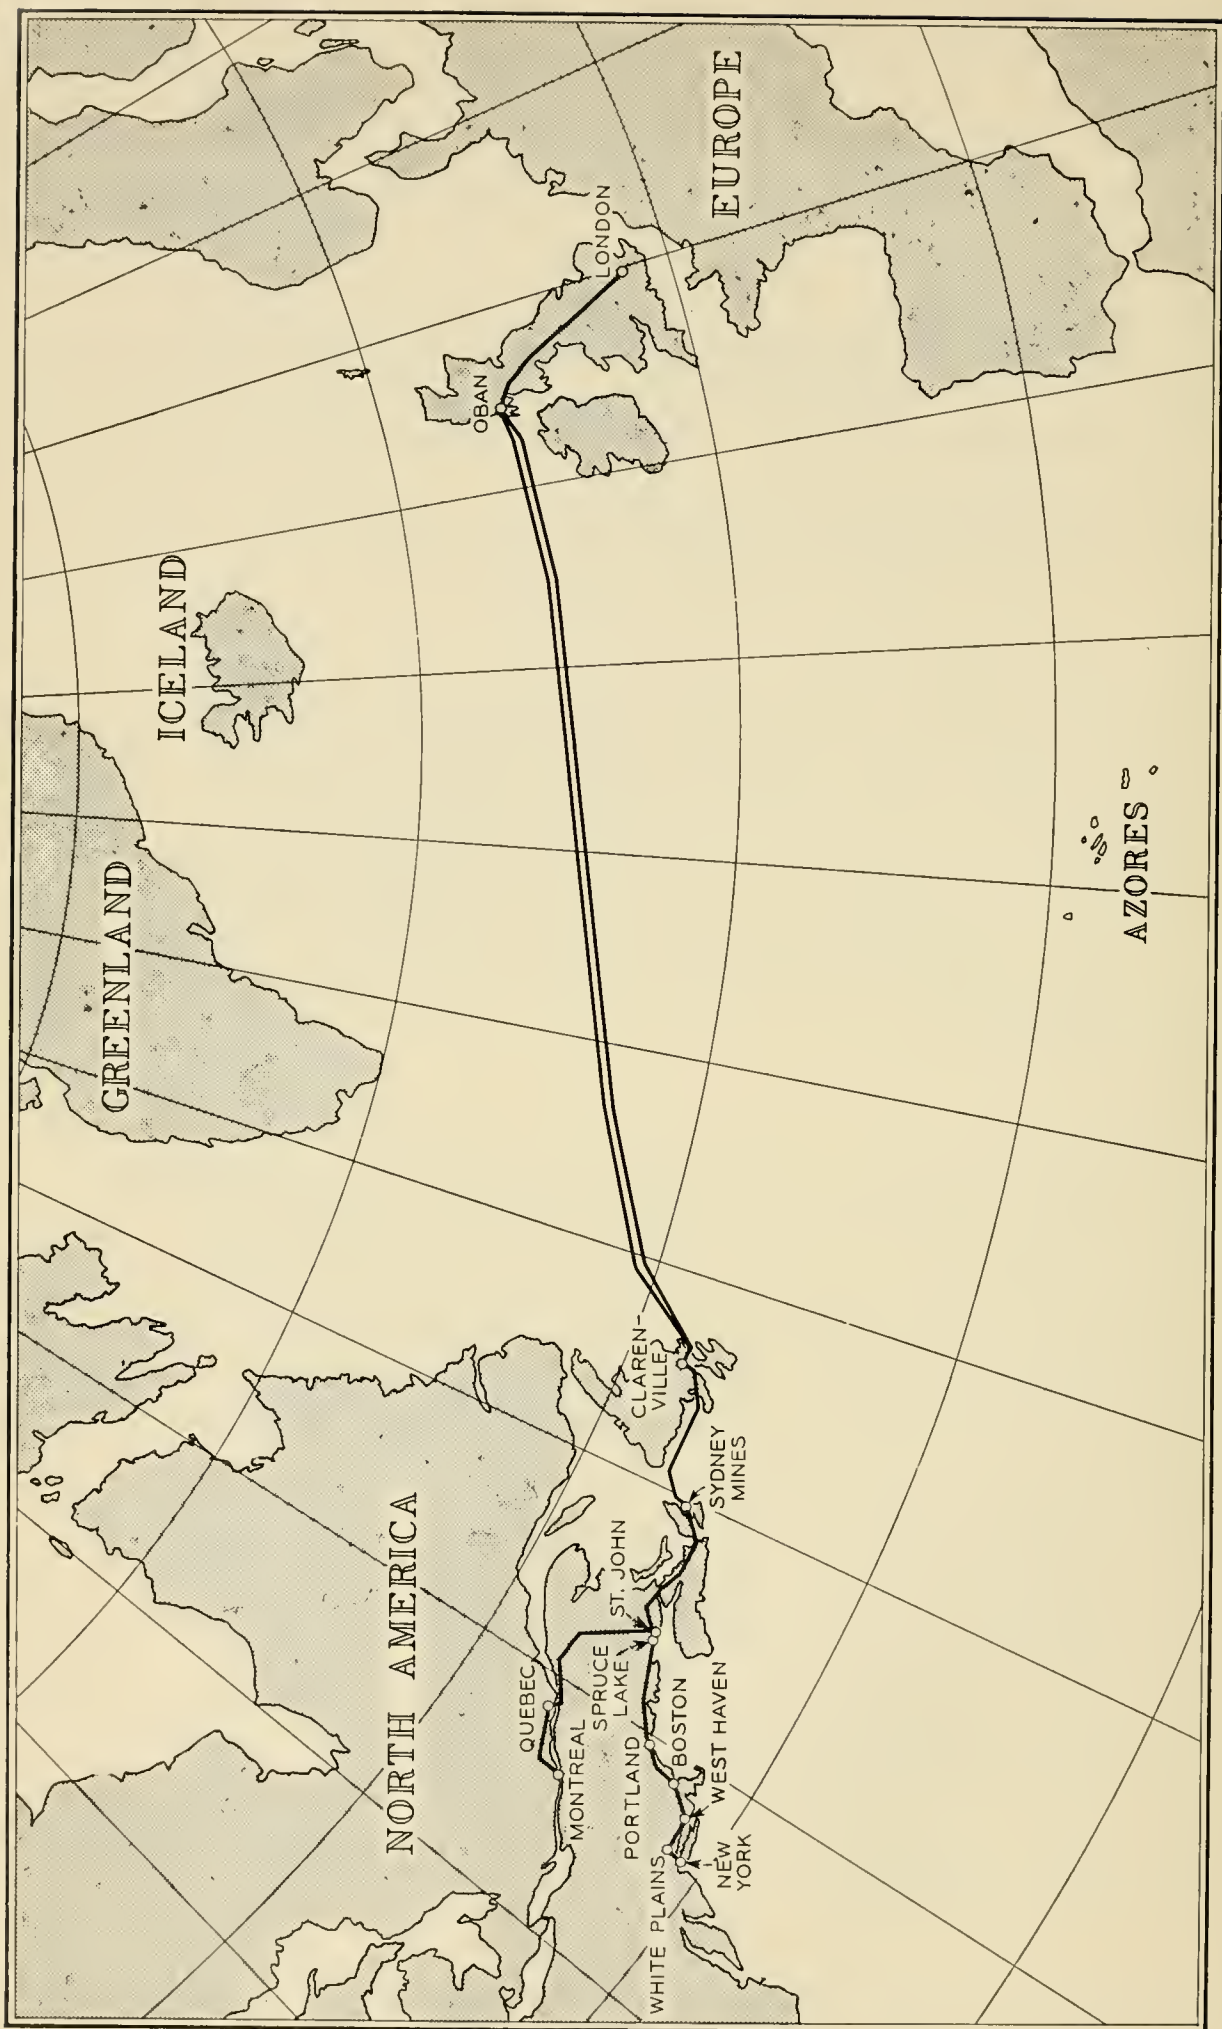 GREENLAND
ICELAND
NORTH AMERICA
EUROPE
AZORES
OBAN
LONDON
CLAREN-
VILLE
SYDNEY
MINES
ST. JOHN
SPRUCE
LAKE
QUEBEC
MONTREAL
PORTLAND
BOSTON
WEST HAVEN
NEW
YORK
WHITE PLAINS